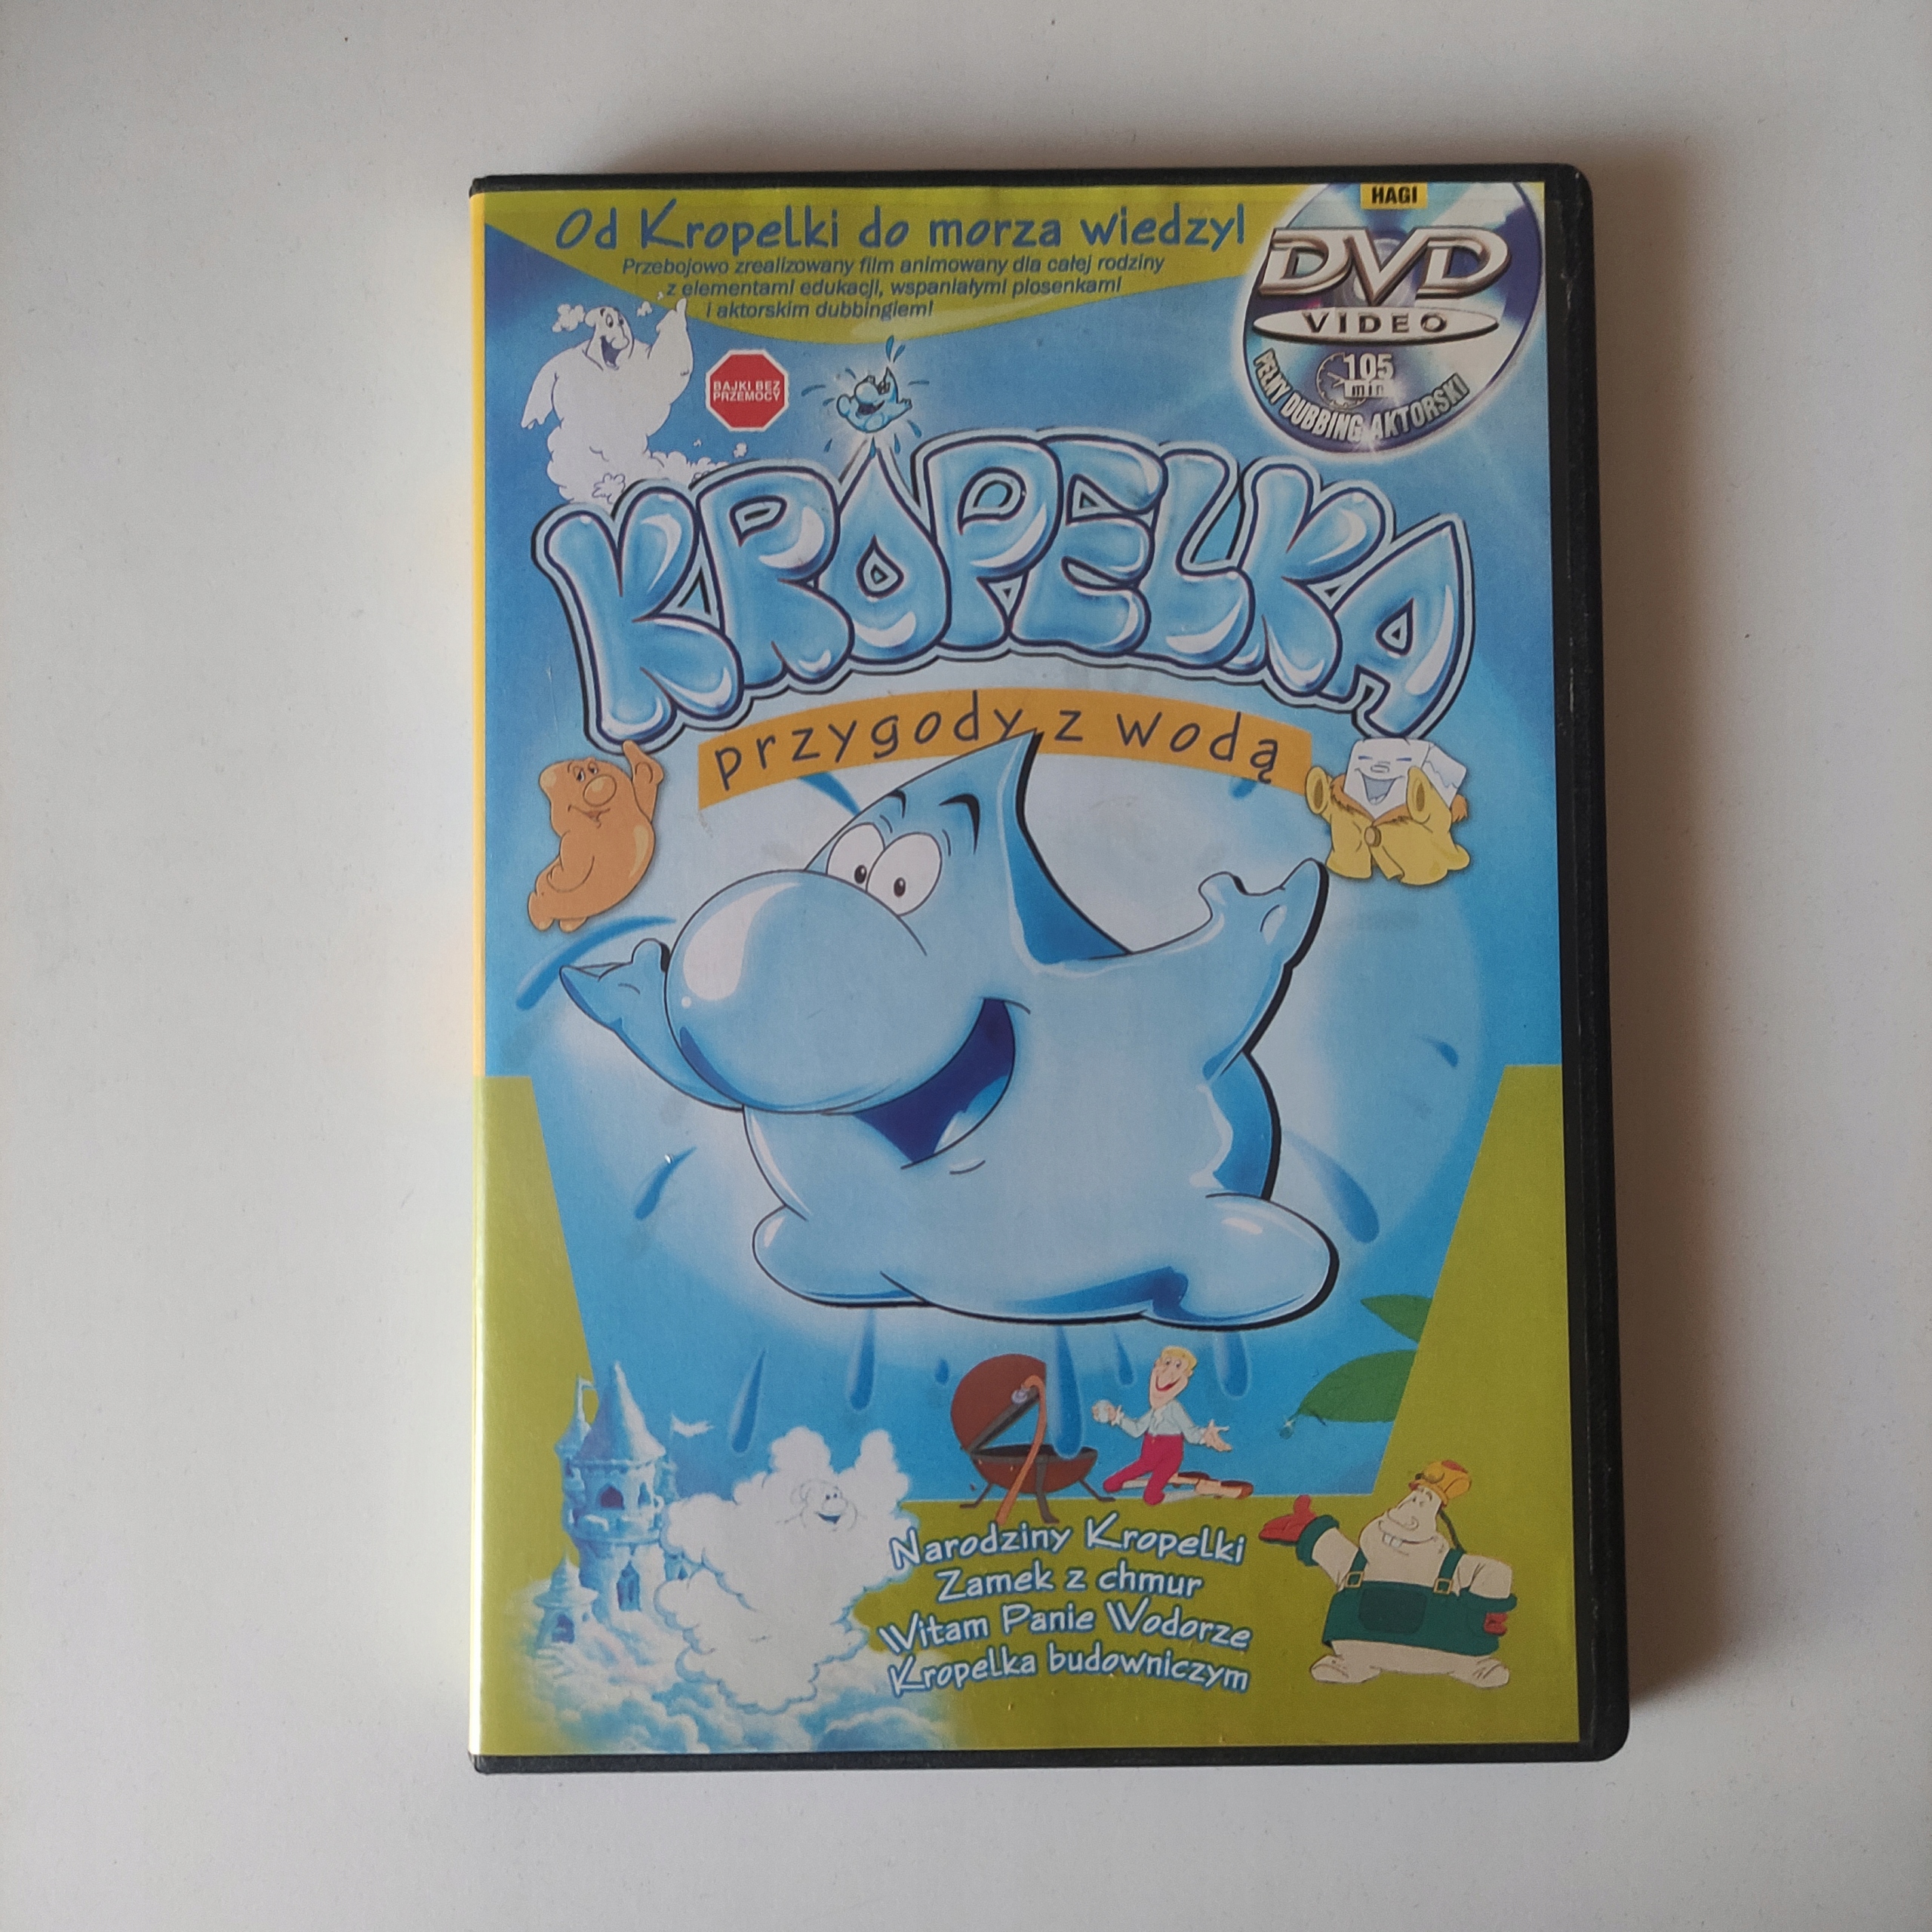 Od Kropelki do morza wiedzy!
Przebojowo zrealizowany film animowany dla całej rodziny
z elementami edukacji, wspaniałymi piosenkami
i aktorskim dubbingiem!
HAGI
DVD
VIDEO
105
min
PEŁNY DUBBING AKTORSKI
BAJKI BEZ
PRZEMOCY
KROPELKA
przygody z wodą
Narodziny Kropelki
Zamek z chmur
Witam Panie Wodorze
Kropelka budowniczym